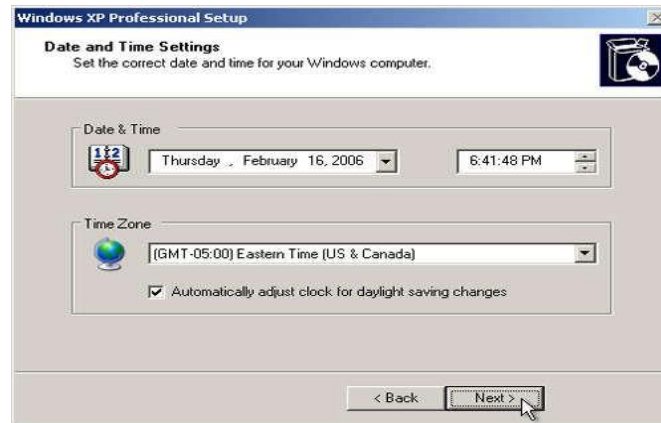 Windows XP Professional Setup
Date and Time Settings
Set the correct date and time for your Windows computer.
Date & Time
Thursday , February 16, 2006
6:41:48 PM
Time Zone
(GMT-05:00) Eastern Time (US & Canada)
Automatically adjust clock for daylight saving changes
< Back
Next >